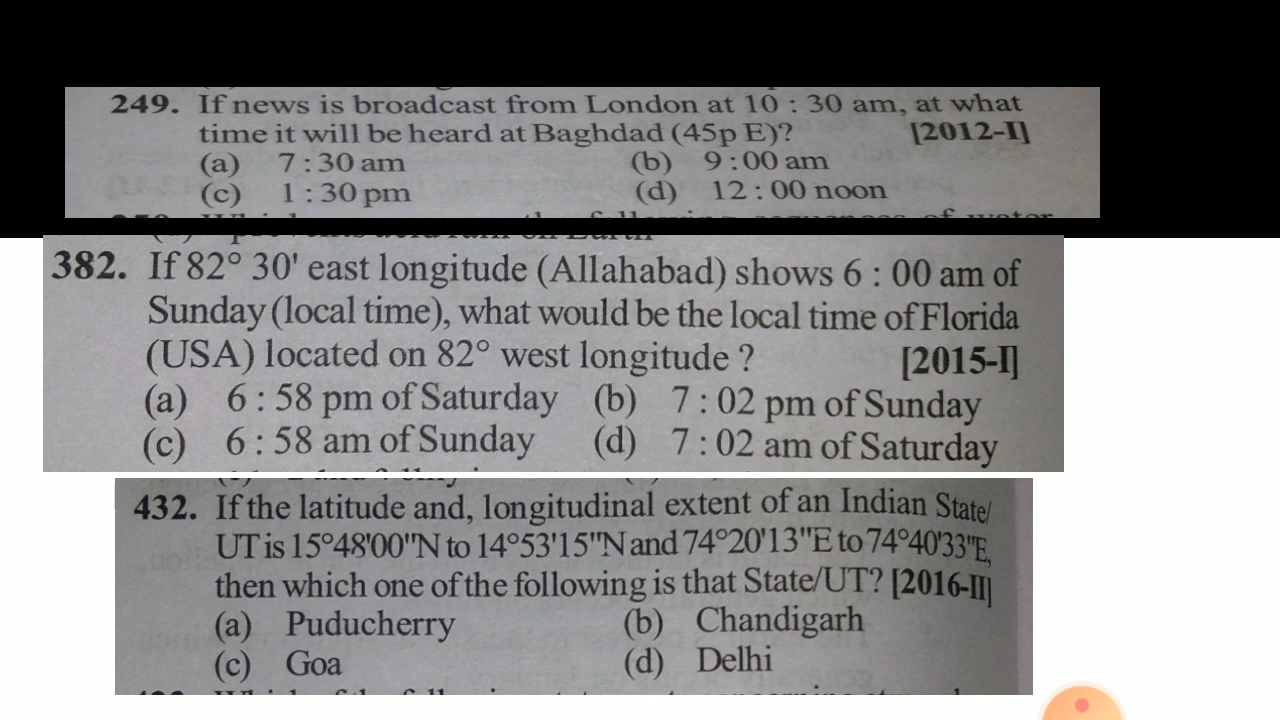 249. If news is broadcast from London at 10 : 30 am, at what
time it will be heard at Baghdad (45p E)? [2012-I]
(a) 7 : 30 am (b) 9 : 00 am
(c) 1 : 30 pm (d) 12 : 00 noon
382. If 82° 30' east longitude (Allahabad) shows 6 : 00 am of
Sunday (local time), what would be the local time of Florida
(USA) located on 82° west longitude ? [2015-I]
(a) 6 : 58 pm of Saturday (b) 7 : 02 pm of Sunday
(c) 6 : 58 am of Sunday (d) 7 : 02 am of Saturday
432. If the latitude and, longitudinal extent of an Indian State/
UT is 15°48'00"N to 14°53'15"N and 74°20'13"E to 74°40'33"E,
then which one of the following is that State/UT? [2016-II]
(a) Puducherry (b) Chandigarh
(c) Goa (d) Delhi